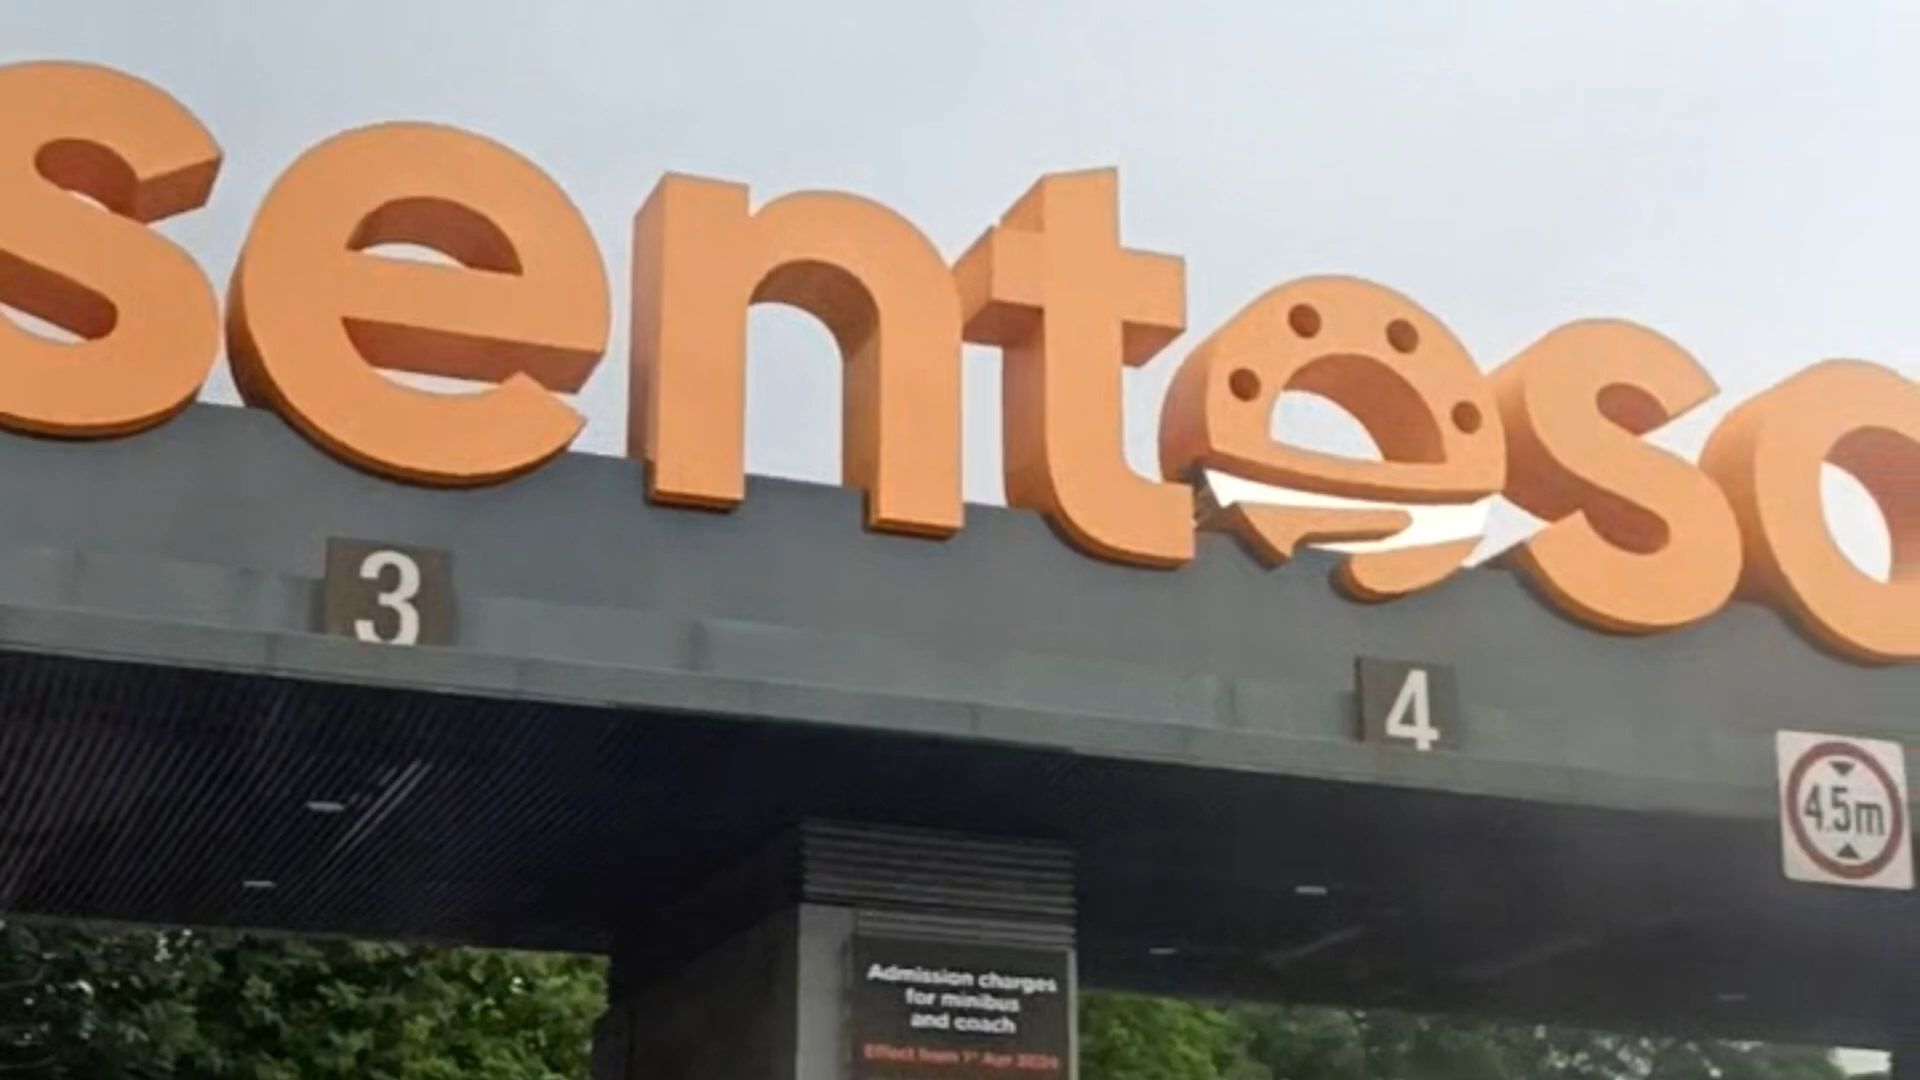 sentosa
3
4
4.5m
Admission charges
for minibus
and coach
Effect from 1st Apr 2024